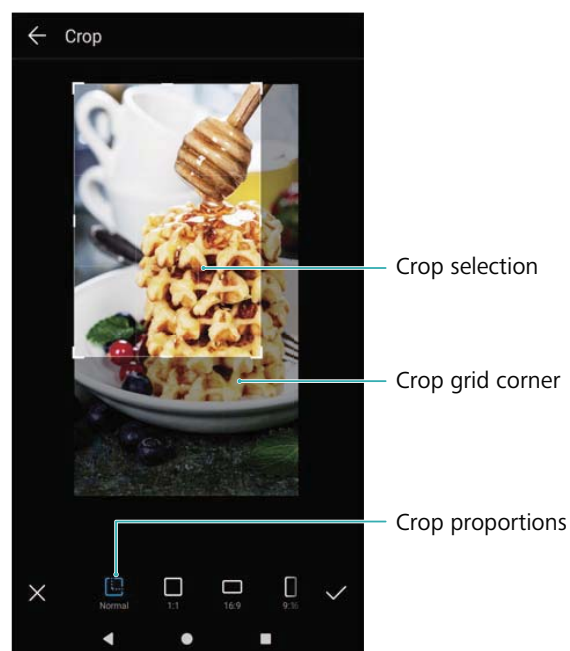 Crop
Crop selection
Crop grid corner
Crop proportions
Normal
1:1
16:9
9:16